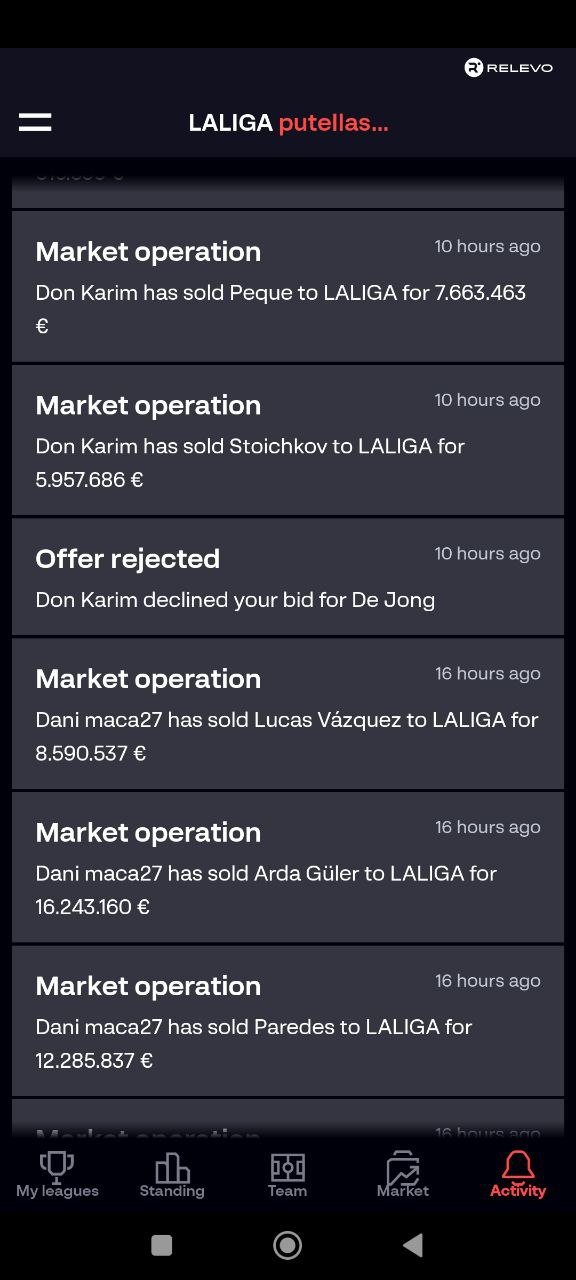 RELEVO
LALIGA putellas...
Market operation
10 hours ago
Don Karim has sold Peque to LALIGA for 7.663.463
€
Market operation
10 hours ago
Don Karim has sold Stoichkov to LALIGA for
5.957.686 €
Offer rejected
10 hours ago
Don Karim declined your bid for De Jong
Market operation
16 hours ago
Dani maca27 has sold Lucas Vázquez to LALIGA for
8.590.537 €
Market operation
16 hours ago
Dani maca27 has sold Arda Güler to LALIGA for
16.243.160 €
Market operation
16 hours ago
Dani maca27 has sold Paredes to LALIGA for
12.285.837 €
Market operation
16 hours ago
My leagues
Standing
Team
Market
Activity